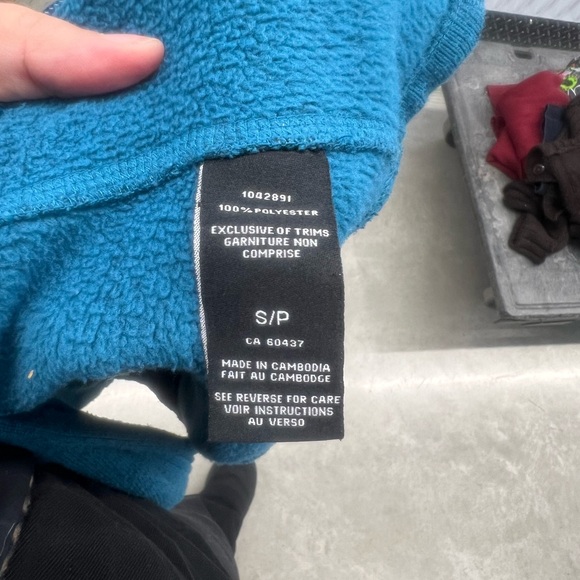 1042891
100% POLYESTER
EXCLUSIVE OF TRIMS
GARNITURE NON
COMPRISE
S/P
CA 60437
MADE IN CAMBODIA
FAIT AU CAMBODGE
SEE REVERSE FOR CARE
VOIR INSTRUCTIONS
AU VERSO